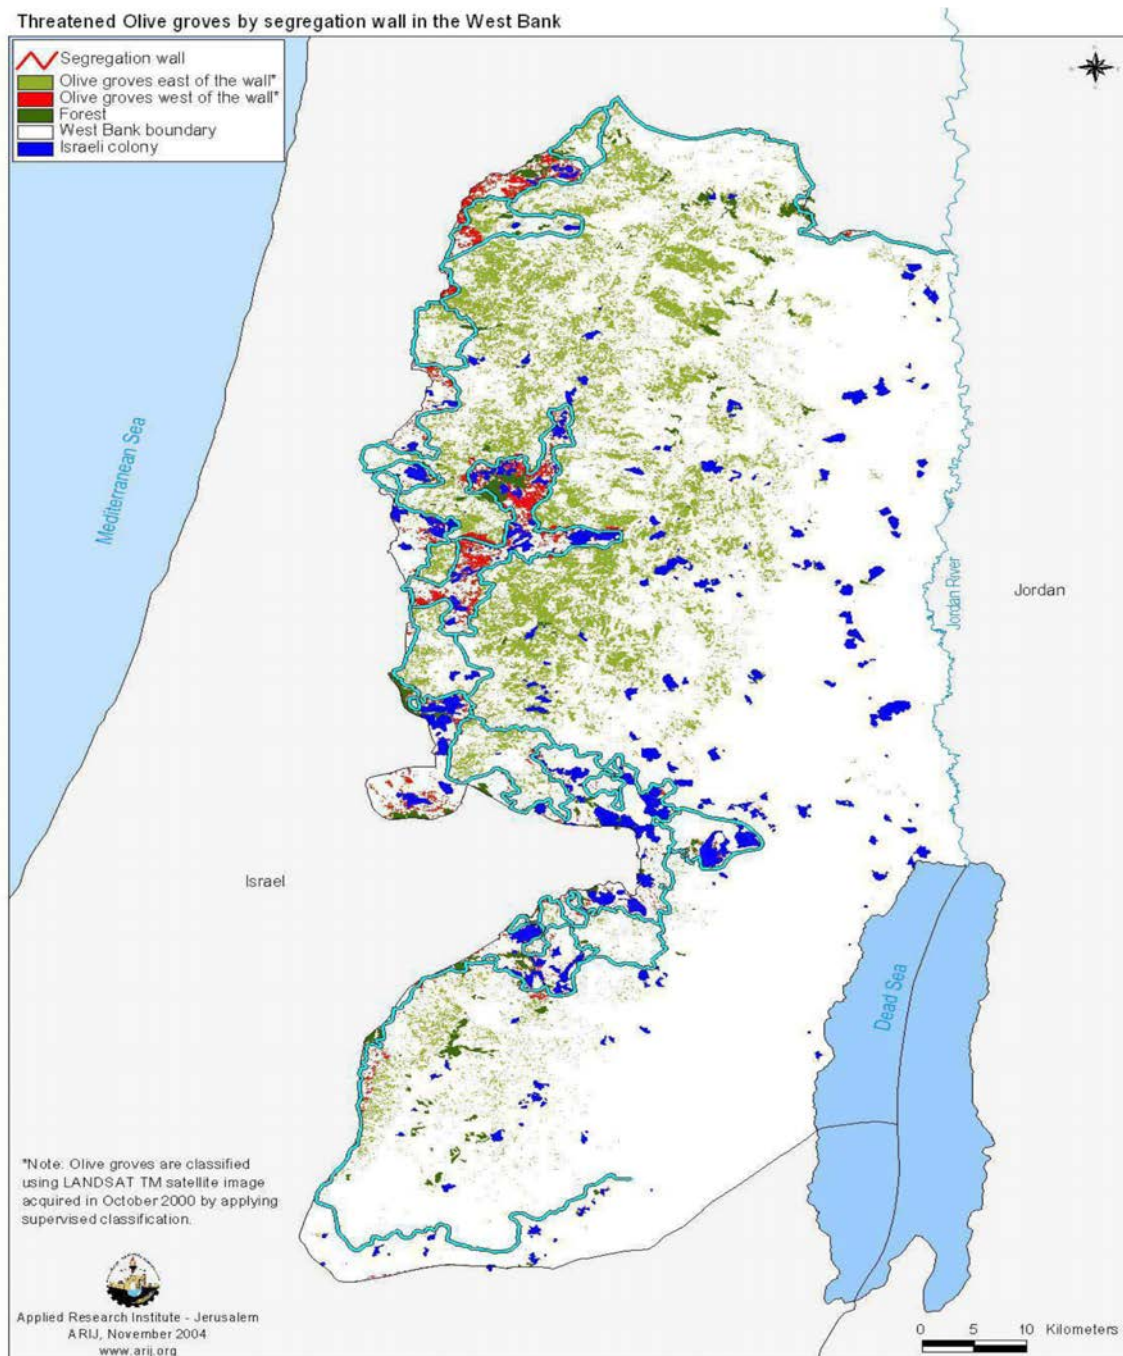 Threatened Olive groves by segregation wall in the West Bank
Segregation wall
Olive groves east of the wall*
Olive groves west of the wall*
Forest
West Bank boundary
Israeli colony
Mediterranean Sea
Jordan River
Jordan
Israel
Dead Sea
*Note: Olive groves are classified
using LANDSAT TM satellite image
acquired in October 2000 by applying
supervised classification.
Applied Research Institute - Jerusalem
ARIJ, November 2004
www.arij.org
0 5 10 Kilometers